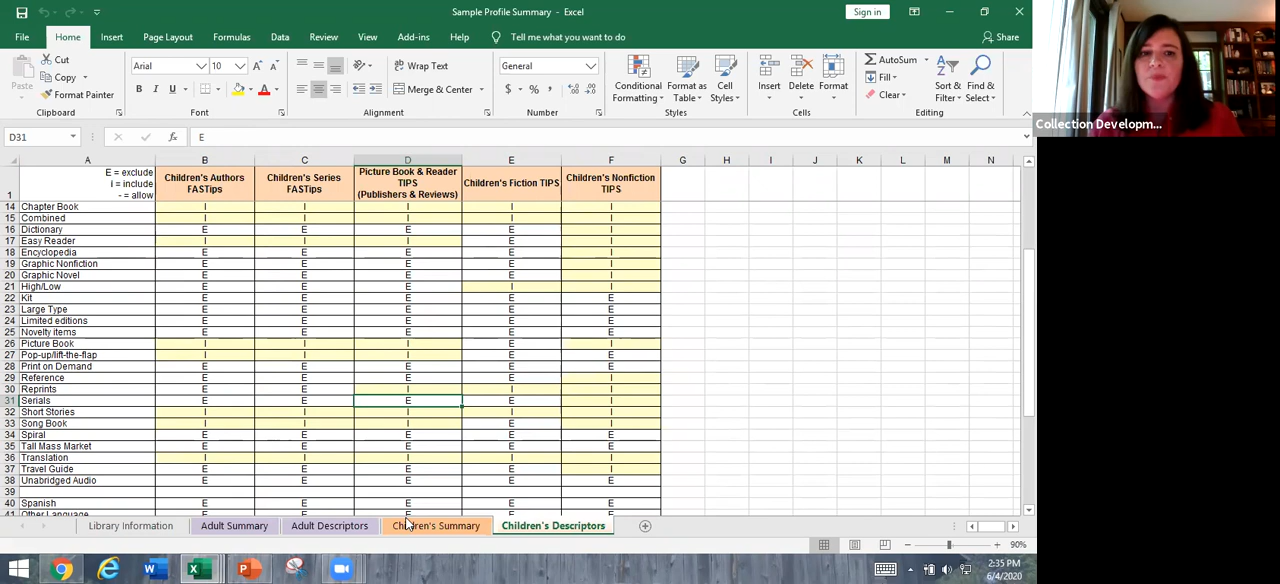 Sample Profile Summary - Excel
Sign in
File Home Insert Page Layout Formulas Data Review View Add-ins Help Tell me what you want to do Share
Paste
Cut
Copy
Format Painter
Arial 10
B I U
Wrap Text
Merge & Center
General
$ % ,
Conditional Formatting
Format as Table
Cell Styles
Insert Delete Format
AutoSum
Fill
Clear
Sort & Filter
Find & Select
Clipboard Font Alignment Number Styles Cells Editing
Collection Developm...
D31 fx E
A B C D E F G H I J K L M N
1 E = exclude i = include - = allow Children's Authors FASTips Children's Series FASTips Picture Book & Reader TIPS (Publishers & Reviews) Children's Fiction TIPS Children's Nonfiction TIPS
14 Chapter Book I I I I I
15 Combined I I I I I
16 Dictionary E E E E I
17 Easy Reader I I I E I
18 Encyclopedia E E E E I
19 Graphic Nonfiction E E E E I
20 Graphic Novel E E E E I
21 High/Low E E E I I
22 Kit E E E E E
23 Large Type E E E E E
24 Limited editions E E E E E
25 Novelty items E E E E E
26 Picture Book I I I E I
27 Pop-up/lift-the-flap I I I E E
28 Print on Demand E E E E E
29 Reference E E E E I
30 Reprints E E I I I
31 Serials E E E E I
32 Short Stories I I I I I
33 Song Book I I I E I
34 Spiral E E E E E
35 Tall Mass Market E E E E E
36 Translation I I I I I
37 Travel Guide E E E E I
38 Unabridged Audio E E E E E
39
40 Spanish E E E E E
41 Other Language E E E E E
Library Information Adult Summary Adult Descriptors Children's Summary Children's Descriptors
90%
2:35 PM
6/4/2020